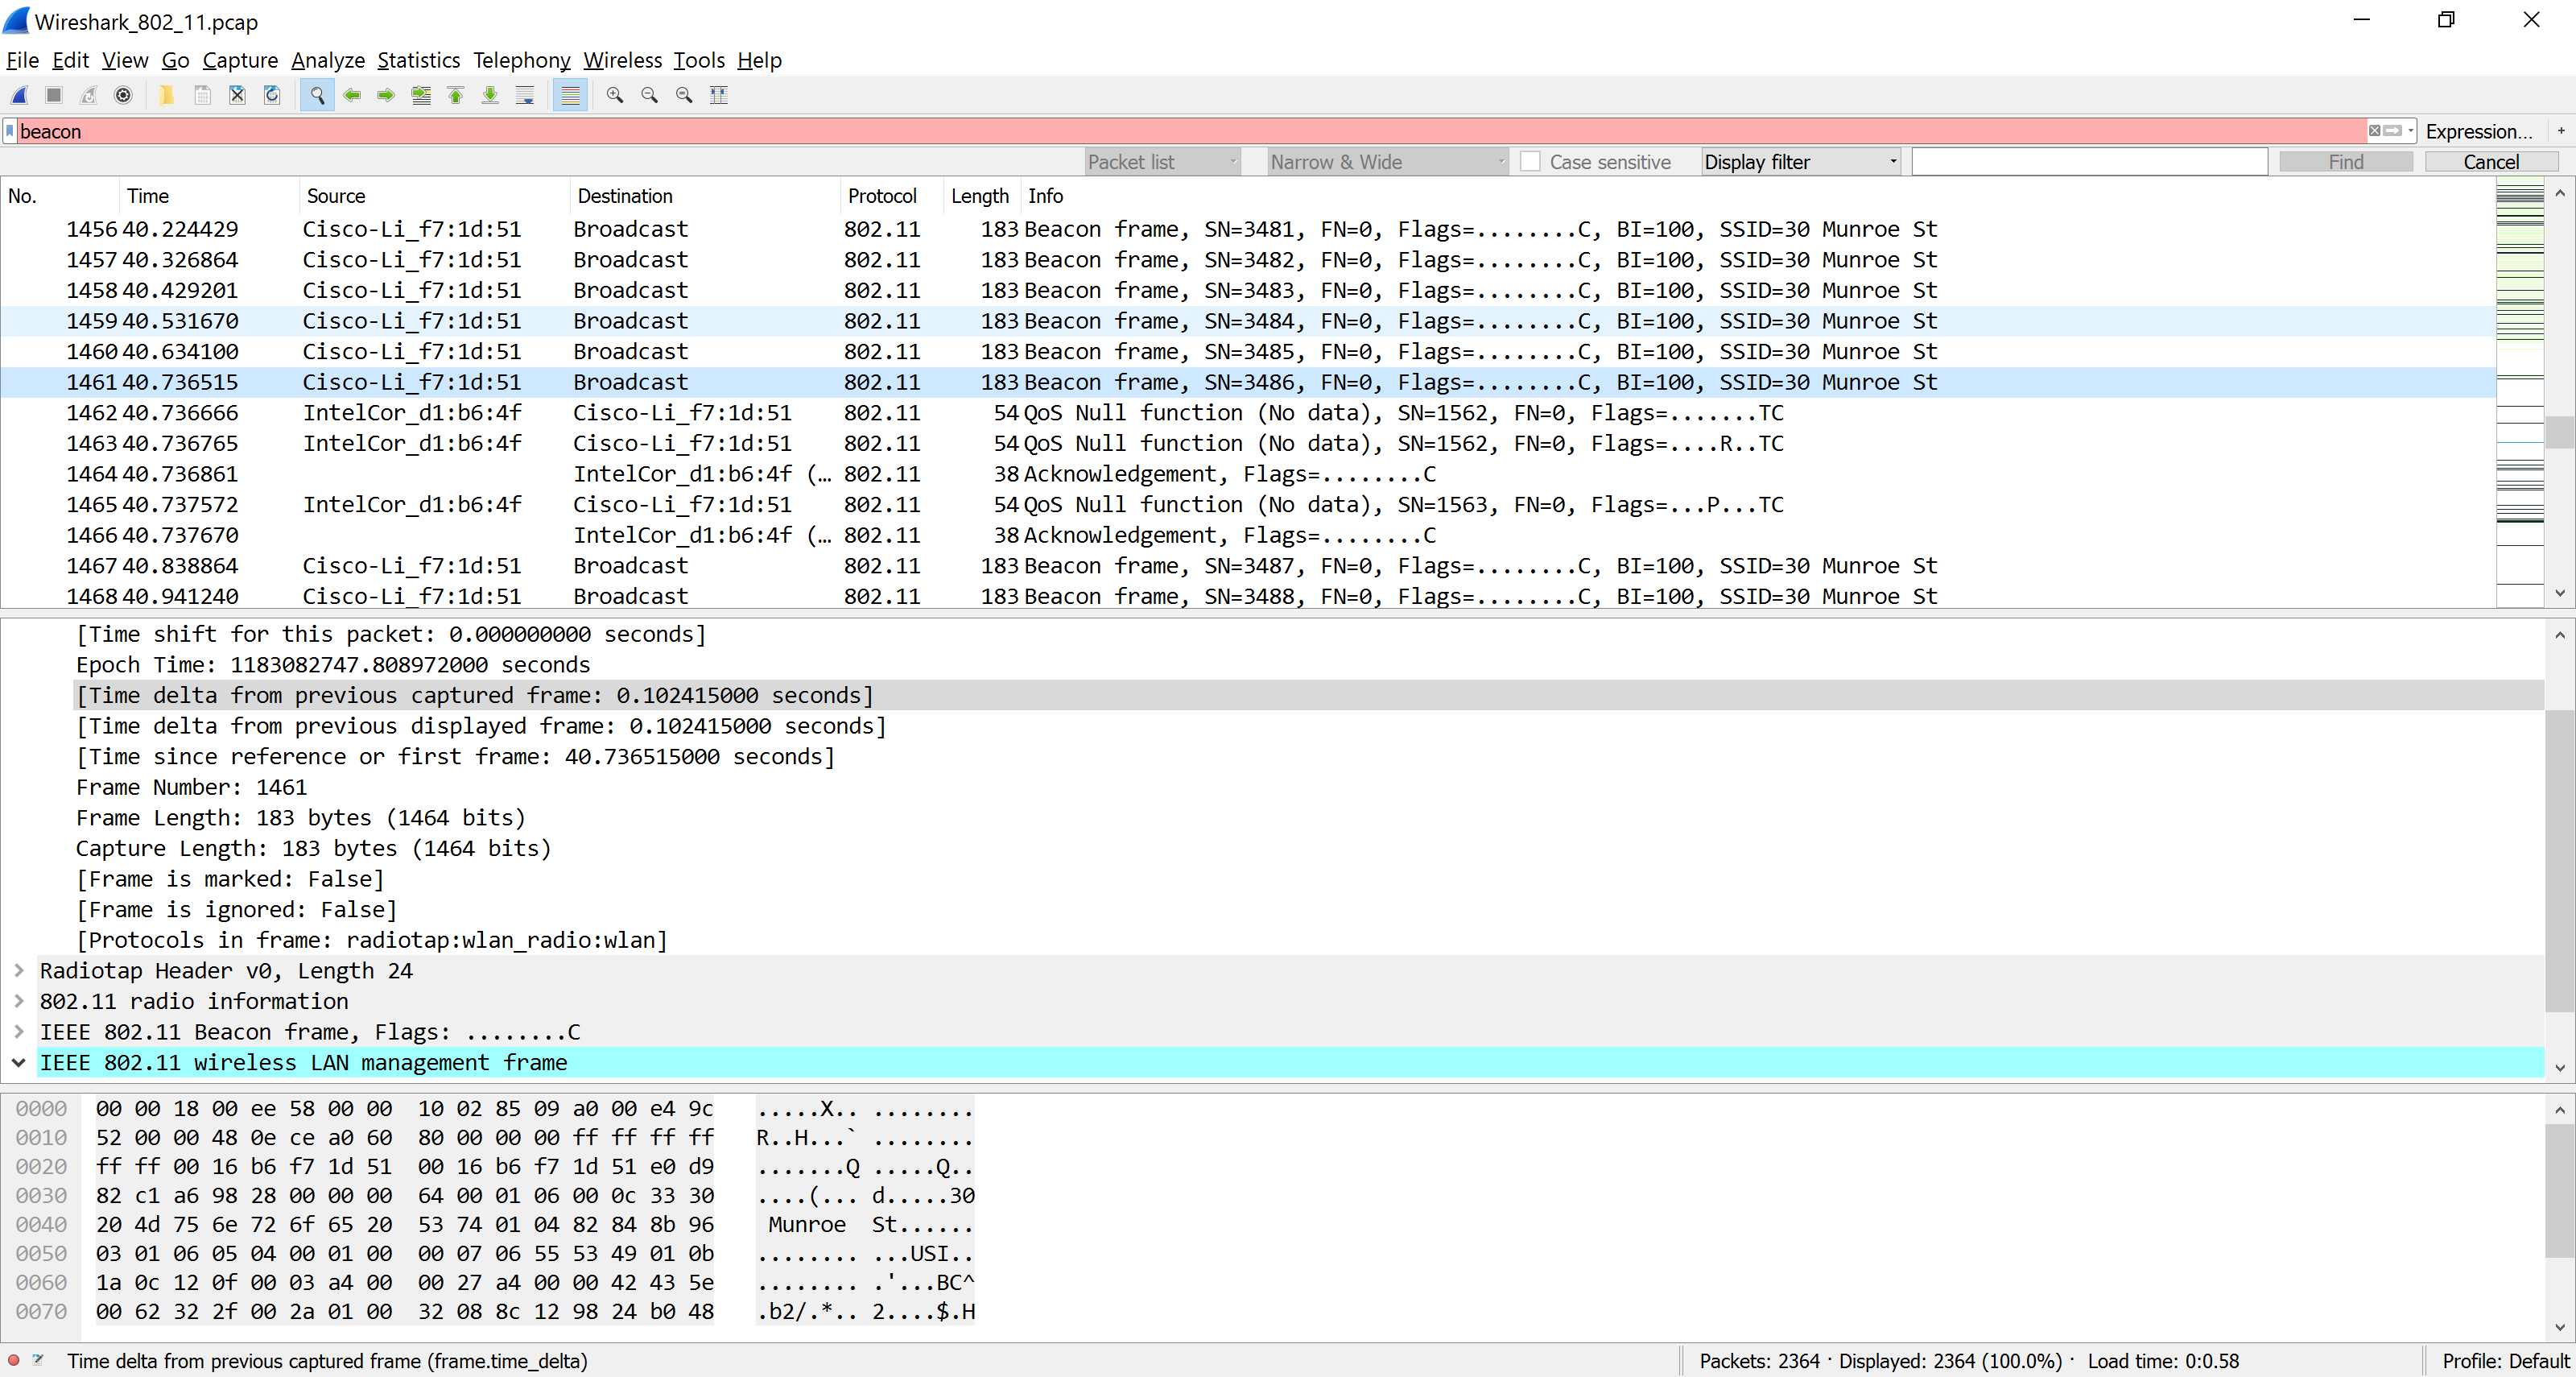 Wireshark_802_11.pcap
File Edit View Go Capture Analyze Statistics Telephony Wireless Tools Help
beacon Expression... +
Packet list Narrow & Wide Case sensitive Display filter Find Cancel
No. Time Source Destination Protocol Length Info
1456 40.224429 Cisco-Li_f7:1d:51 Broadcast 802.11 183 Beacon frame, SN=3481, FN=0, Flags=........C, BI=100, SSID=30 Munroe St
1457 40.326864 Cisco-Li_f7:1d:51 Broadcast 802.11 183 Beacon frame, SN=3482, FN=0, Flags=........C, BI=100, SSID=30 Munroe St
1458 40.429201 Cisco-Li_f7:1d:51 Broadcast 802.11 183 Beacon frame, SN=3483, FN=0, Flags=........C, BI=100, SSID=30 Munroe St
1459 40.531670 Cisco-Li_f7:1d:51 Broadcast 802.11 183 Beacon frame, SN=3484, FN=0, Flags=........C, BI=100, SSID=30 Munroe St
1460 40.634100 Cisco-Li_f7:1d:51 Broadcast 802.11 183 Beacon frame, SN=3485, FN=0, Flags=........C, BI=100, SSID=30 Munroe St
1461 40.736515 Cisco-Li_f7:1d:51 Broadcast 802.11 183 Beacon frame, SN=3486, FN=0, Flags=........C, BI=100, SSID=30 Munroe St
1462 40.736666 IntelCor_d1:b6:4f Cisco-Li_f7:1d:51 802.11 54 QoS Null function (No data), SN=1562, FN=0, Flags=.......TC
1463 40.736765 IntelCor_d1:b6:4f Cisco-Li_f7:1d:51 802.11 54 QoS Null function (No data), SN=1562, FN=0, Flags=....R..TC
1464 40.736861 IntelCor_d1:b6:4f (… 802.11 38 Acknowledgement, Flags=........C
1465 40.737572 IntelCor_d1:b6:4f Cisco-Li_f7:1d:51 802.11 54 QoS Null function (No data), SN=1563, FN=0, Flags=...P...TC
1466 40.737670 IntelCor_d1:b6:4f (… 802.11 38 Acknowledgement, Flags=........C
1467 40.838864 Cisco-Li_f7:1d:51 Broadcast 802.11 183 Beacon frame, SN=3487, FN=0, Flags=........C, BI=100, SSID=30 Munroe St
1468 40.941240 Cisco-Li_f7:1d:51 Broadcast 802.11 183 Beacon frame, SN=3488, FN=0, Flags=........C, BI=100, SSID=30 Munroe St
[Time shift for this packet: 0.000000000 seconds]
Epoch Time: 1183082747.808972000 seconds
[Time delta from previous captured frame: 0.102415000 seconds]
[Time delta from previous displayed frame: 0.102415000 seconds]
[Time since reference or first frame: 40.736515000 seconds]
Frame Number: 1461
Frame Length: 183 bytes (1464 bits)
Capture Length: 183 bytes (1464 bits)
[Frame is marked: False]
[Frame is ignored: False]
[Protocols in frame: radiotap:wlan_radio:wlan]
Radiotap Header v0, Length 24
802.11 radio information
IEEE 802.11 Beacon frame, Flags: ........C
IEEE 802.11 wireless LAN management frame
0000 00 00 18 00 ee 58 00 00 10 02 85 09 a0 00 e4 9c .....X.. ........
0010 52 00 00 48 0e ce a0 60 80 00 00 00 ff ff ff ff R..H...` ........
0020 ff ff 00 16 b6 f7 1d 51 00 16 b6 f7 1d 51 e0 d9 .......Q .....Q..
0030 82 c1 a6 98 28 00 00 00 64 00 01 06 00 0c 33 30 ....(... d.....30
0040 20 4d 75 6e 72 6f 65 20 53 74 01 04 82 84 8b 96 Munroe St......
0050 03 01 06 05 04 00 01 00 00 07 06 55 53 49 01 0b ........ ...USI..
0060 1a 0c 12 0f 00 03 a4 00 00 27 a4 00 00 42 43 5e ........ .'...BC^
0070 00 62 32 2f 00 2a 01 00 32 08 8c 12 98 24 b0 48 .b2/.*.. 2....$.H
Time delta from previous captured frame (frame.time_delta) Packets: 2364 · Displayed: 2364 (100.0%) · Load time: 0:0.58 Profile: Default